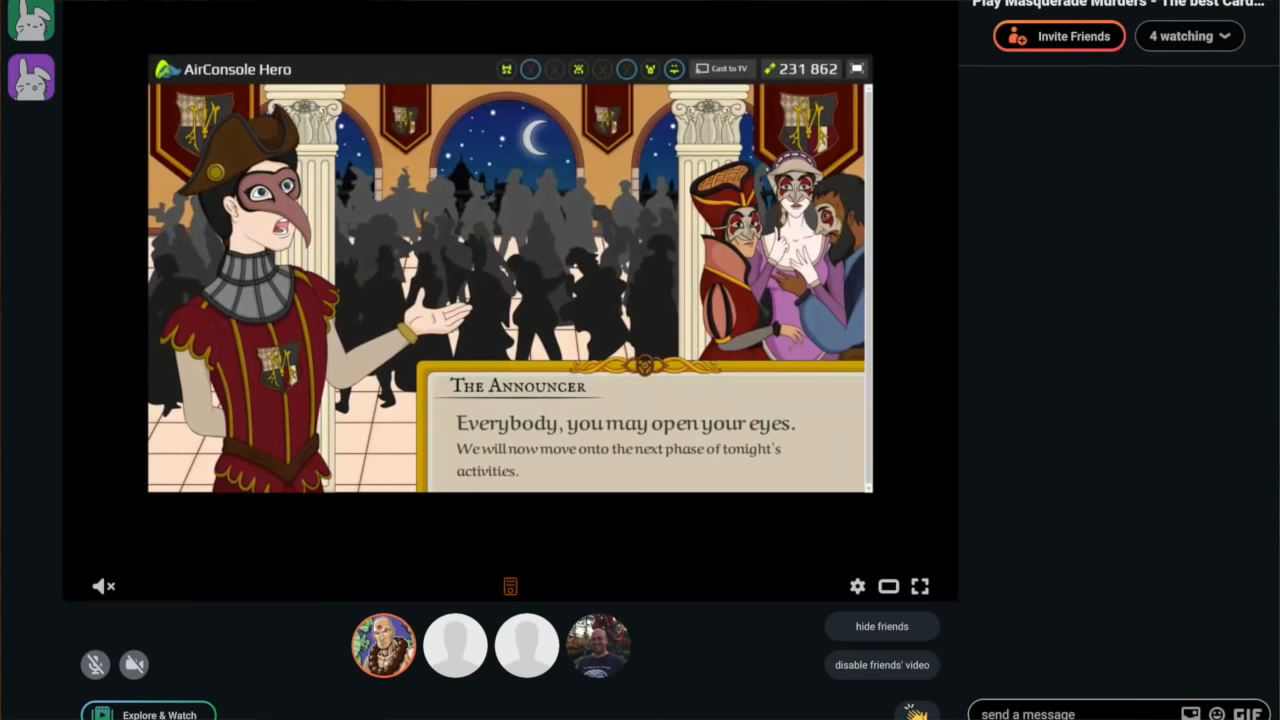 Play Masquerade Murders - The best Card...
Invite Friends
4 watching
AirConsole Hero
Cast to TV
231 862
The Announcer
Everybody, you may open your eyes.
We will now move onto the next phase of tonight's
activities.
hide friends
disable friends' video
Explore & Watch
send a message
GIF